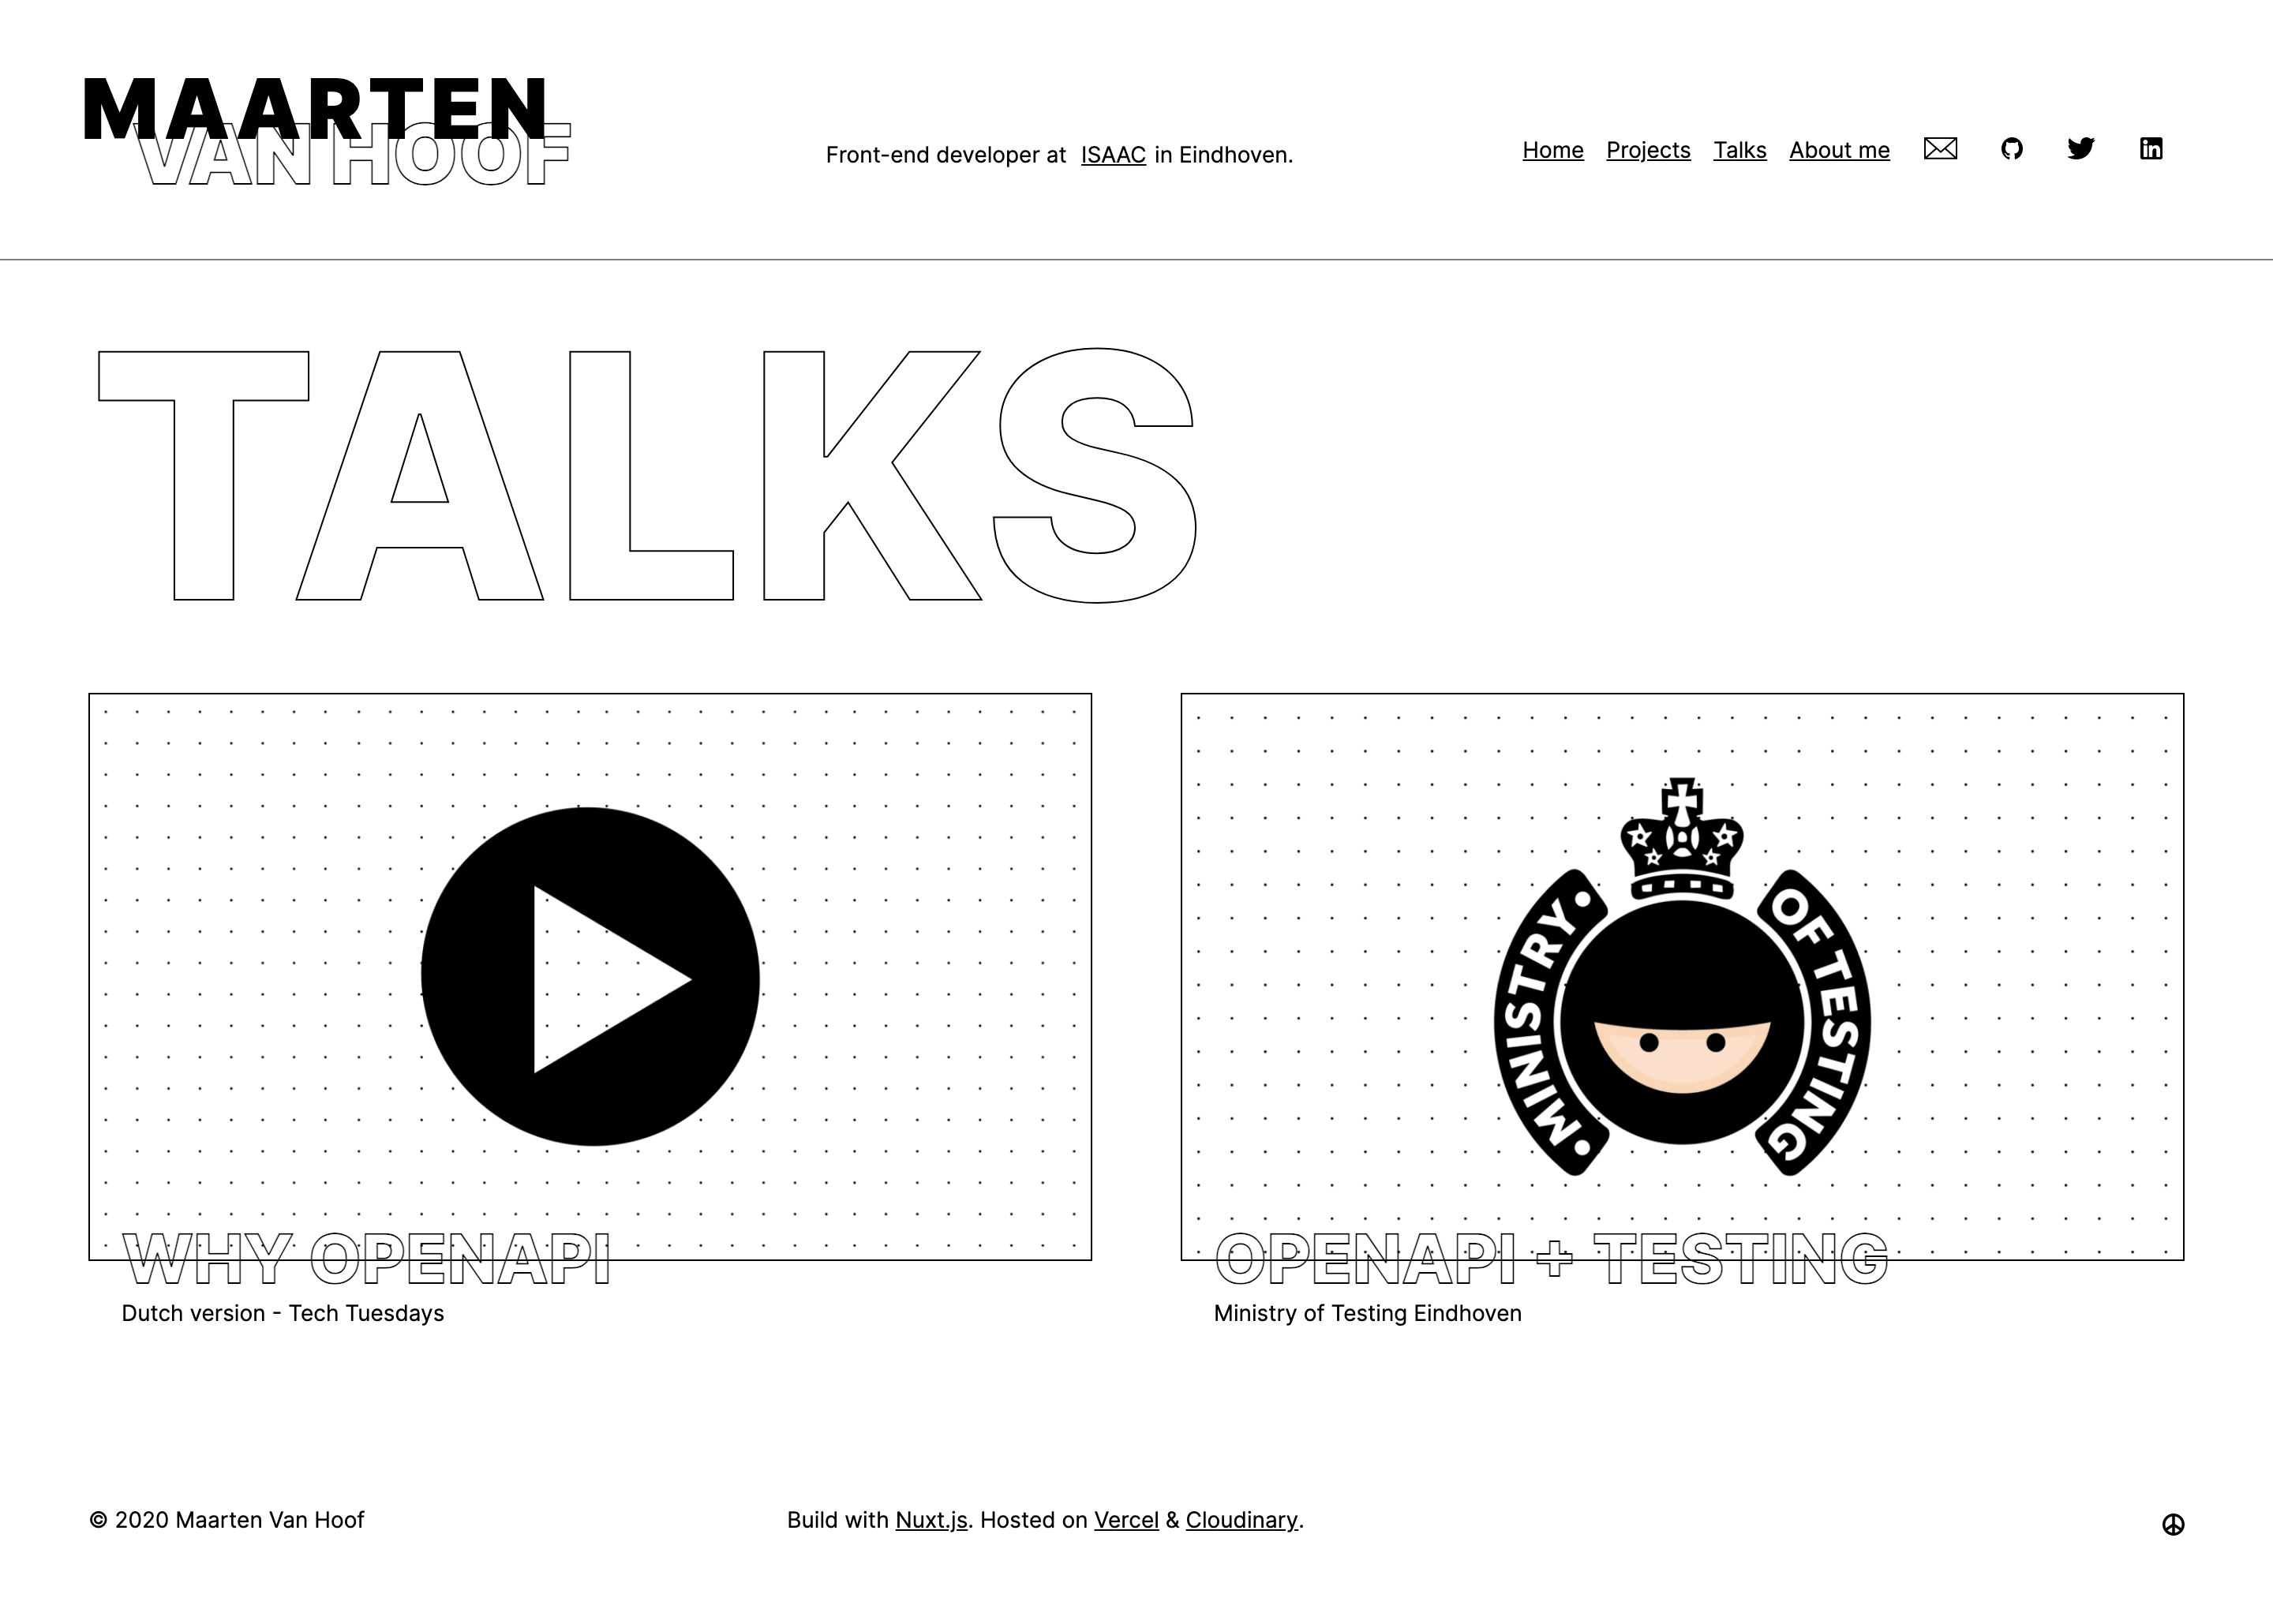 MAARTEN
VAN HOOF
Front-end developer at ISAAC in Eindhoven.
Home Projects Talks About me
TALKS
MINISTRY
OF TESTING
WHY OPENAPI
Dutch version - Tech Tuesdays
OPENAPI + TESTING
Ministry of Testing Eindhoven
© 2020 Maarten Van Hoof
Build with Nuxt.js. Hosted on Vercel & Cloudinary.